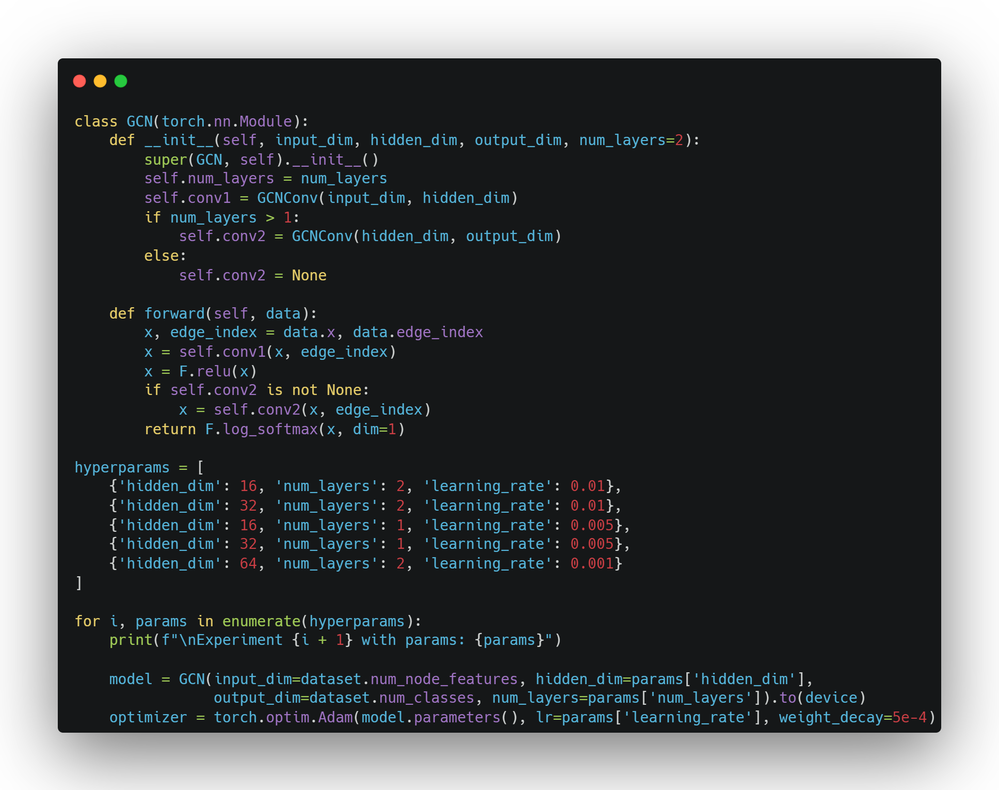 class GCN(torch.nn.Module):
    def __init__(self, input_dim, hidden_dim, output_dim, num_layers=2):
        super(GCN, self).__init__()
        self.num_layers = num_layers
        self.conv1 = GCNConv(input_dim, hidden_dim)
        if num_layers > 1:
            self.conv2 = GCNConv(hidden_dim, output_dim)
        else:
            self.conv2 = None

    def forward(self, data):
        x, edge_index = data.x, data.edge_index
        x = self.conv1(x, edge_index)
        x = F.relu(x)
        if self.conv2 is not None:
            x = self.conv2(x, edge_index)
        return F.log_softmax(x, dim=1)

hyperparams = [
    {'hidden_dim': 16, 'num_layers': 2, 'learning_rate': 0.01},
    {'hidden_dim': 32, 'num_layers': 2, 'learning_rate': 0.01},
    {'hidden_dim': 16, 'num_layers': 1, 'learning_rate': 0.005},
    {'hidden_dim': 32, 'num_layers': 1, 'learning_rate': 0.005},
    {'hidden_dim': 64, 'num_layers': 2, 'learning_rate': 0.001}
]

for i, params in enumerate(hyperparams):
    print(f"\nExperiment {i + 1} with params: {params}")

    model = GCN(input_dim=dataset.num_node_features, hidden_dim=params['hidden_dim'],
                output_dim=dataset.num_classes, num_layers=params['num_layers']).to(device)
    optimizer = torch.optim.Adam(model.parameters(), lr=params['learning_rate'], weight_decay=5e-4)